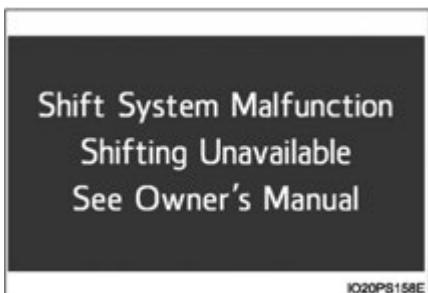 Shift System Malfunction
Shifting Unavailable
See Owner's Manual
IO20PS158E